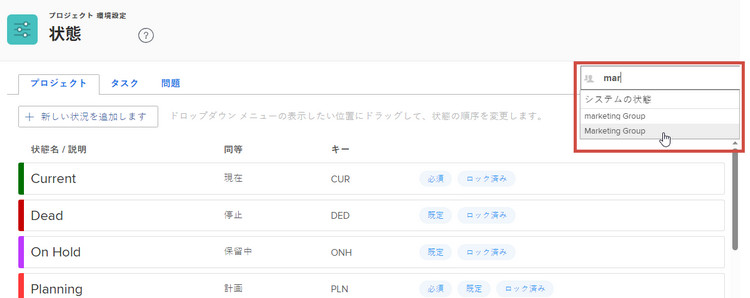 プロジェクト 環境設定
状態
?
プロジェクト タスク 問題
mar
システムの状態
marketing Group
Marketing Group
+ 新しい状況を追加します ドロップダウン メニューの表示したい位置にドラッグして、状態の順序を変更します。
状態名 / 説明 同等 キー
Current 現在 CUR 必須 ロック済み
Dead 停止 DED 既定 ロック済み
On Hold 保留中 ONH 既定 ロック済み
Planning 計画 PLN 必須 既定 ロック済み